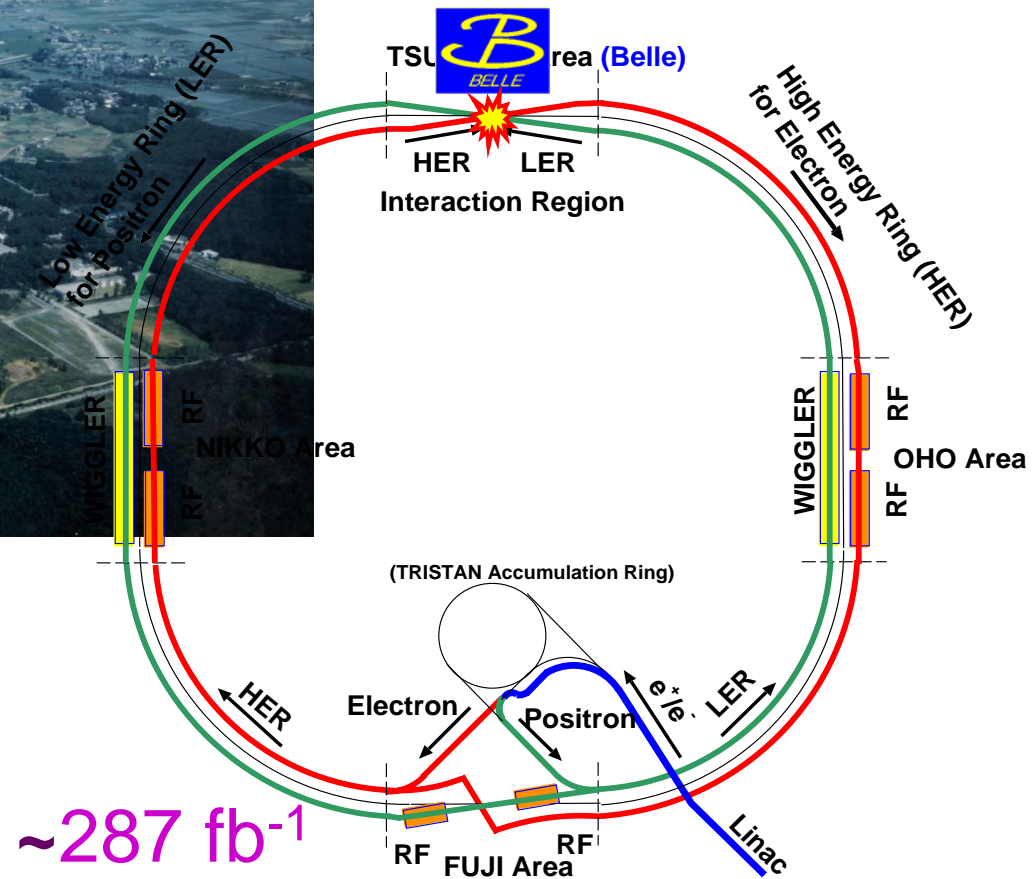 TSU rea (Belle)
B
BELLE
Low Energy Ring (LER)
for Positron
High Energy Ring (HER)
for Electron
HER
LER
Interaction Region
WIGGLER
RF
RF
NIKKO Area
WIGGLER
RF
RF
OHO Area
(TRISTAN Accumulation Ring)
HER
Electron
Positron
e+/e-
LER
~287 fb-1
RF
FUJI Area
RF
Linac